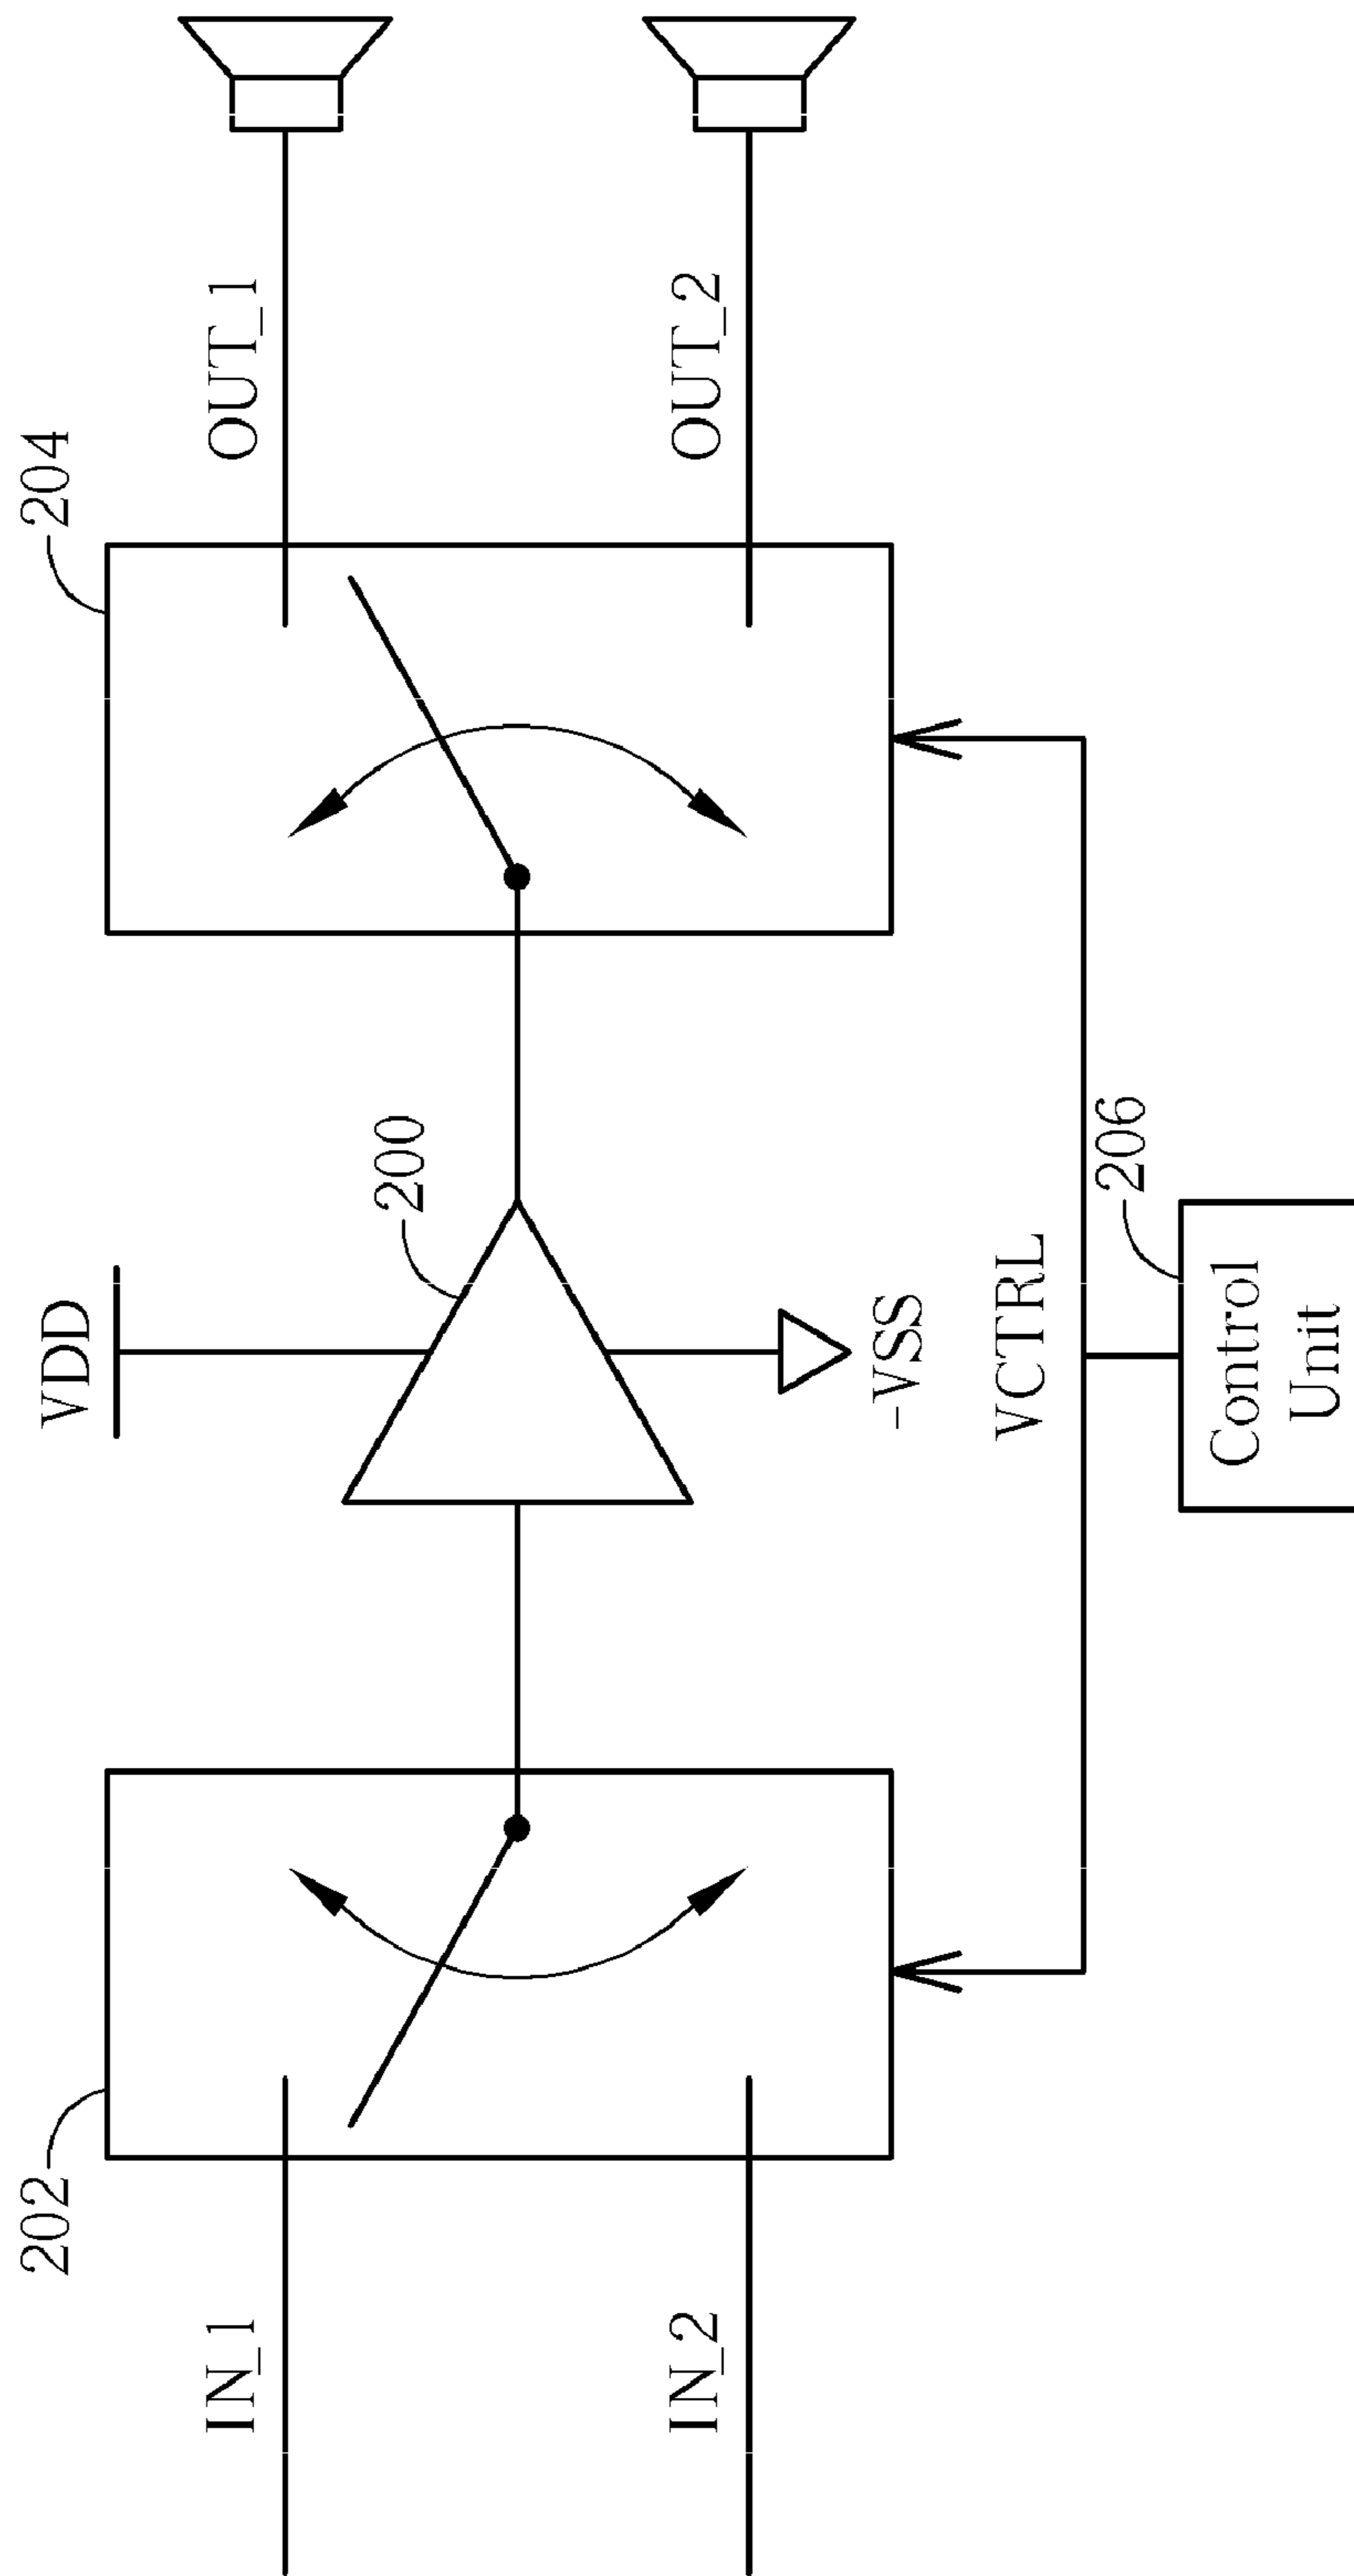 VDD
202
200
204
IN_1
OUT_1
IN_2
OUT_2
-VSS
VCTRL
206
Control
Unit